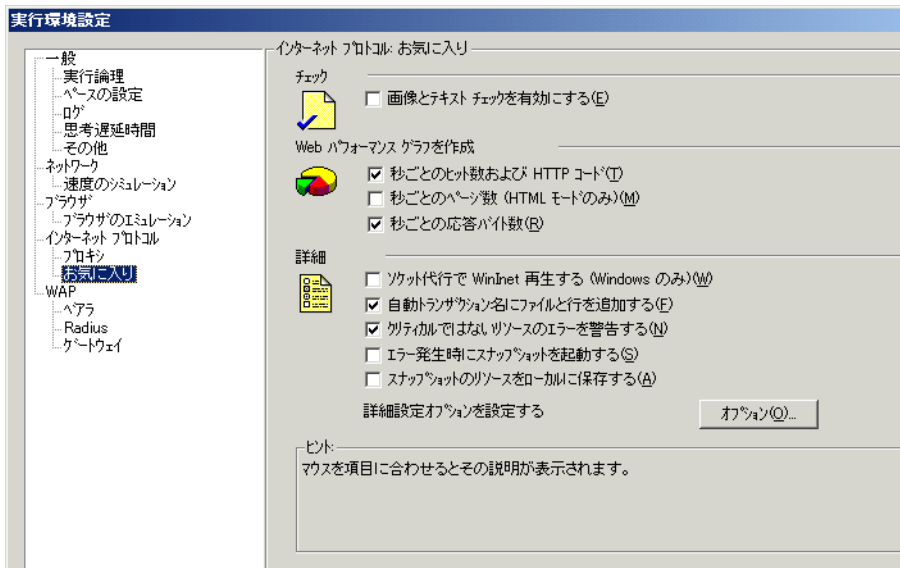 実行環境設定
一般
実行論理
ペースの設定
ログ
思考遅延時間
その他
ネットワーク
速度のシミュレーション
ブラウザ
ブラウザのエミュレーション
インターネット プロトコル
プロキシ
お気に入り
WAP
ベアラ
Radius
ゲートウェイ
インターネット プロトコル: お気に入り
チェック
画像とテキスト チェックを有効にする(E)
Web パフォーマンス グラフを作成
秒ごとのヒット数および HTTP コード(T)
秒ごとのページ数 (HTML モードのみ)(M)
秒ごとの応答バイト数(R)
詳細
ソケット代行で WinInet 再生する (Windows のみ)(W)
自動トランザクション名にファイルと行を追加する(F)
クリティカルではないリソースのエラーを警告する(N)
エラー発生時にスナップショットを起動する(S)
スナップショットのリソースをローカルに保存する(A)
詳細設定オプションを設定する
オプション(O)...
ヒント:
マウスを項目に合わせるとその説明が表示されます。